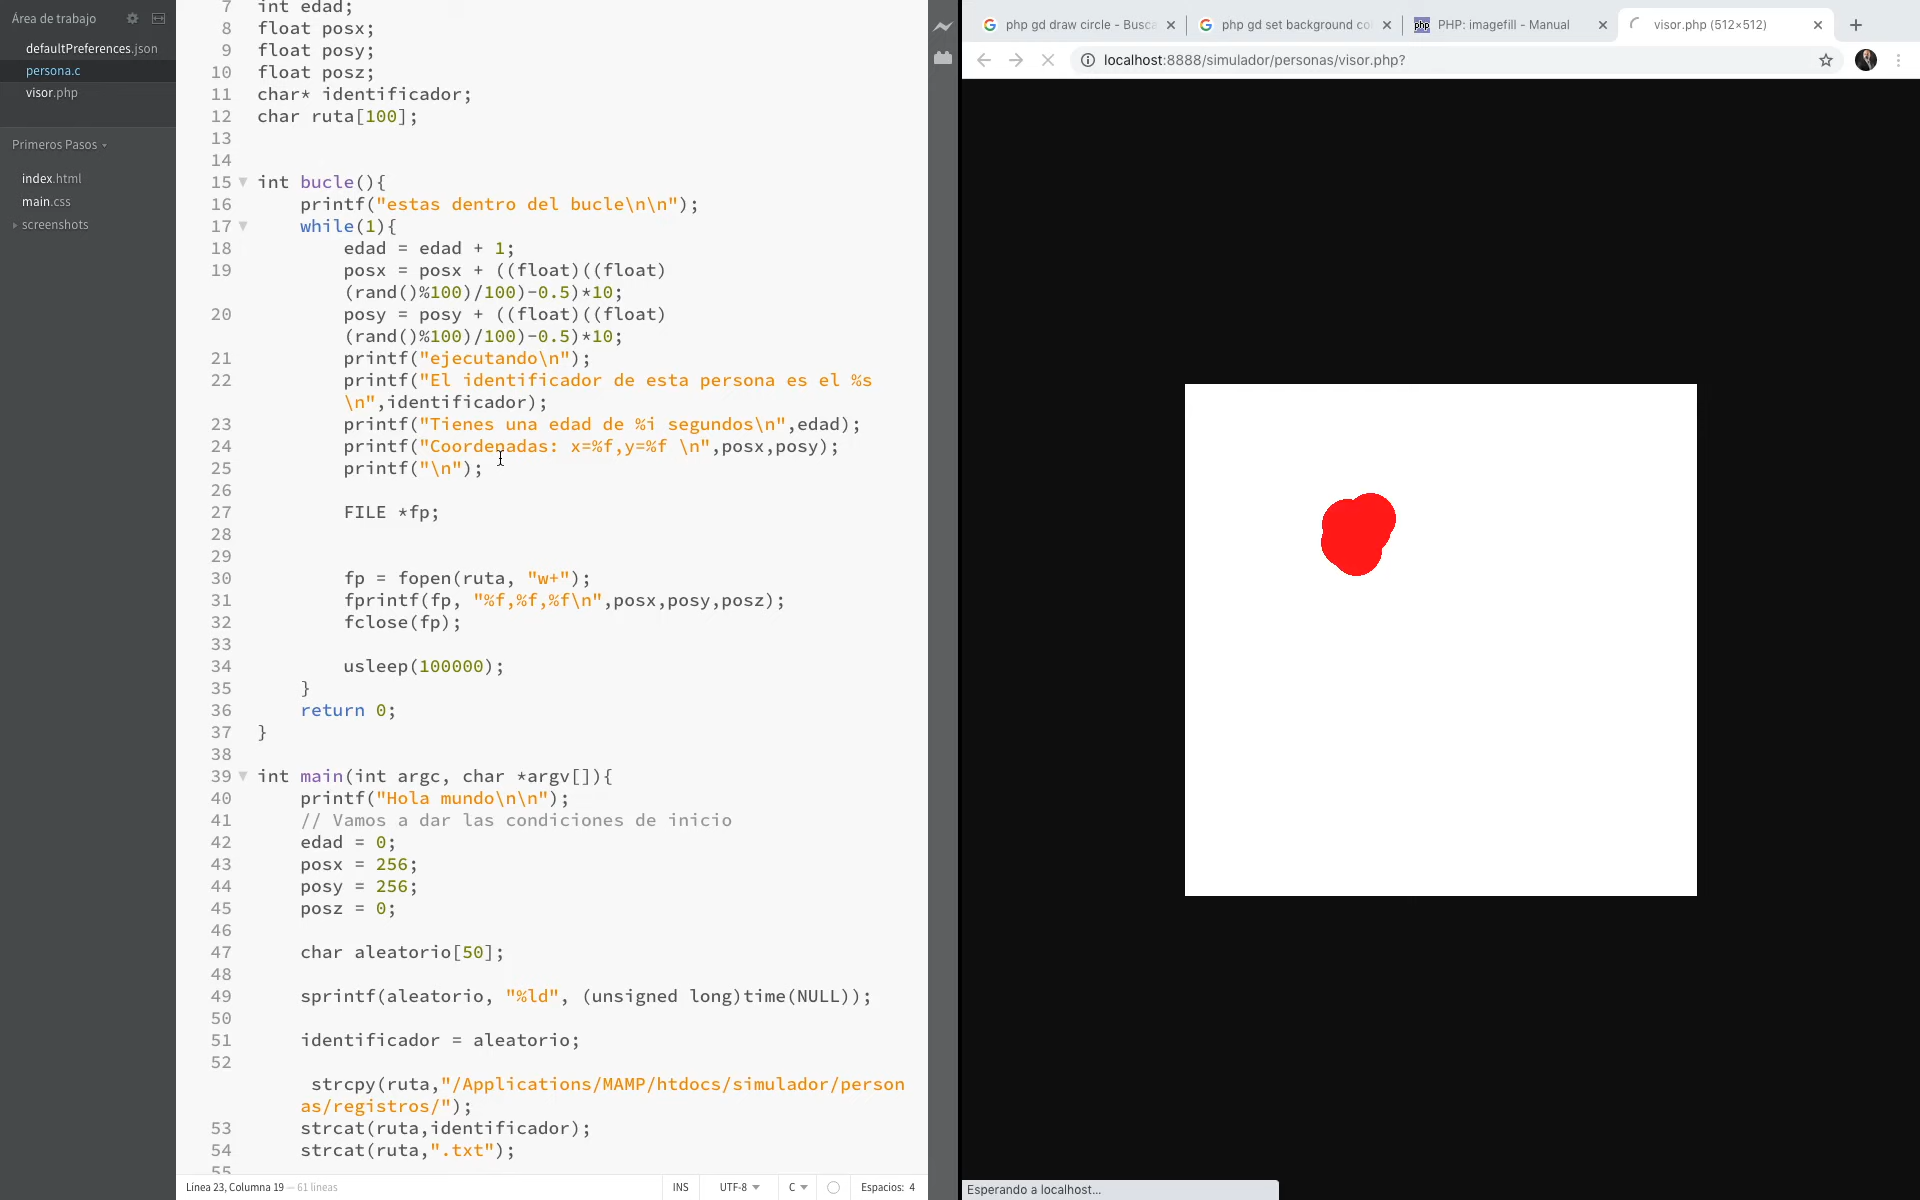 Área de trabajo
defaultPreferences.json
persona.c
visor.php
Primeros Pasos
index.html
main.css
screenshots
7 int edad;
8 float posx;
9 float posy;
10 float posz;
11 char* identificador;
12 char ruta[100];
13
14
15 int bucle(){
16 printf("estas dentro del bucle\n\n");
17 while(1){
18 edad = edad + 1;
19 posx = posx + ((float)((float)
(rand()%100)/100)-0.5)*10;
20 posy = posy + ((float)((float)
(rand()%100)/100)-0.5)*10;
21 printf("ejecutando\n");
22 printf("El identificador de esta persona es el %s
\n",identificador);
23 printf("Tienes una edad de %i segundos\n",edad);
24 printf("Coordenadas: x=%f,y=%f \n",posx,posy);
25 printf("\n");
26
27 FILE *fp;
28
29
30 fp = fopen(ruta, "w+");
31 fprintf(fp, "%f,%f,%f\n",posx,posy,posz);
32 fclose(fp);
33
34 usleep(100000);
35 }
36 return 0;
37 }
38
39 int main(int argc, char *argv[]){
40 printf("Hola mundo\n\n");
41 // Vamos a dar las condiciones de inicio
42 edad = 0;
43 posx = 256;
44 posy = 256;
45 posz = 0;
46
47 char aleatorio[50];
48
49 sprintf(aleatorio, "%ld", (unsigned long)time(NULL));
50
51 identificador = aleatorio;
52
strcpy(ruta,"/Applications/MAMP/htdocs/simulador/person
as/registros/");
53 strcat(ruta,identificador);
54 strcat(ruta,".txt");
55
Línea 23, Columna 19 — 61 líneas
INS
UTF-8
C
Espacios: 4
php gd draw circle - Busca
php gd set background co
php PHP: imagefill - Manual
visor.php (512×512)
localhost:8888/simulador/personas/visor.php?
Esperando a localhost...